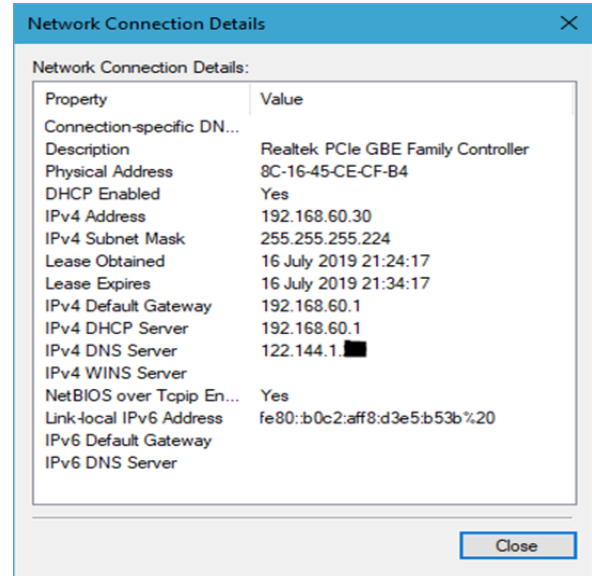 Network Connection Details
Network Connection Details:
Property Value
Connection-specific DN...
Description Realtek PCIe GBE Family Controller
Physical Address 8C-16-45-CE-CF-B4
DHCP Enabled Yes
IPv4 Address 192.168.60.30
IPv4 Subnet Mask 255.255.255.224
Lease Obtained 16 July 2019 21:24:17
Lease Expires 16 July 2019 21:34:17
IPv4 Default Gateway 192.168.60.1
IPv4 DHCP Server 192.168.60.1
IPv4 DNS Server 122.144.1.
IPv4 WINS Server
NetBIOS over Tcpip En... Yes
Link-local IPv6 Address fe80::b0c2:aff8:d3e5:b53b%20
IPv6 Default Gateway
IPv6 DNS Server
Close